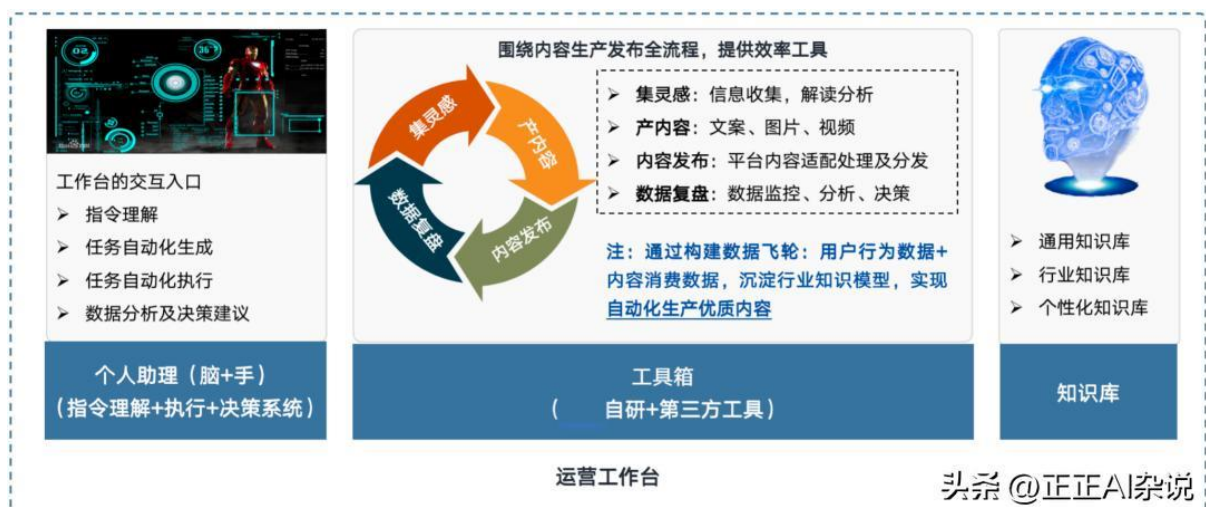 工作台的交互入口
➢ 指令理解
➢ 任务自动化生成
➢ 任务自动化执行
➢ 数据分析及决策建议
个人助理（脑+手）
（指令理解+执行+决策系统）
围绕内容生产发布全流程，提供效率工具
集灵感
产内容
内容发布
数据复盘
➢ 集灵感：信息收集，解读分析
➢ 产内容：文案、图片、视频
➢ 内容发布：平台内容适配处理及分发
➢ 数据复盘：数据监控、分析、决策
注：通过构建数据飞轮：用户行为数据+
内容消费数据，沉淀行业知识模型，实现
自动化生产优质内容
工具箱
（ 自研+第三方工具）
➢ 通用知识库
➢ 行业知识库
➢ 个性化知识库
知识库
运营工作台
头条 @正正AI杂说